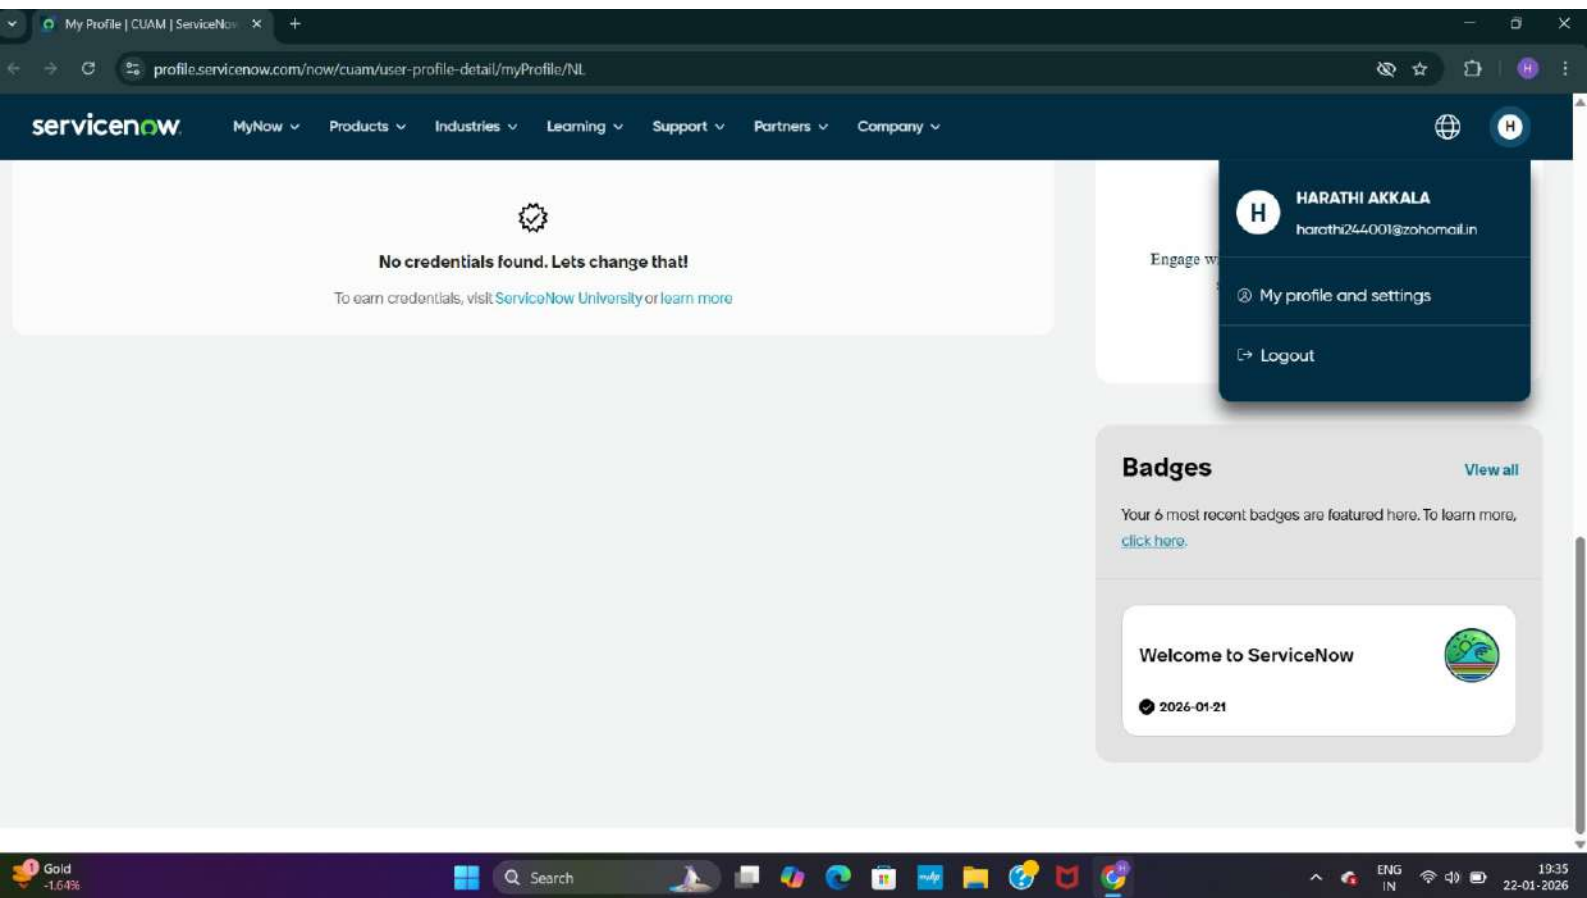 My Profile | CUAM | ServiceNow
profile.servicenow.com/now/cuam/user-profile-detail/myProfile/NL
H
servicenow
MyNow
Products
Industries
Learning
Support
Partners
Company
H
H
HARATHI AKKALA
harathi244001@zohomail.in
My profile and settings
Logout
No credentials found. Lets change that!
To earn credentials, visit ServiceNow University or learn more
Engage
Badges
View all
Your 6 most recent badges are featured here. To learn more,
click here.
Welcome to ServiceNow
2026-01-21
1
Gold
-1.64%
Search
ENG
IN
19:35
22-01-2026